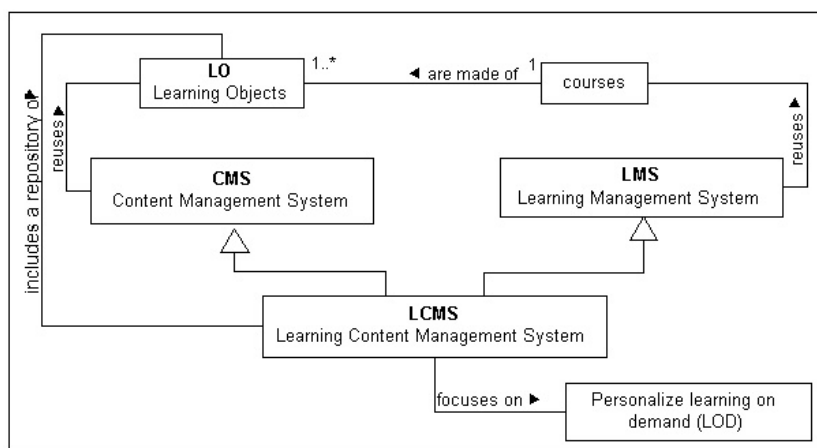 LO
Learning Objects
1..*
◄ are made of
1
courses
includes a repository of►
reuses ►
reuses ►
CMS
Content Management System
LMS
Learning Management System
LCMS
Learning Content Management System
focuses on ►
Personalize learning on
demand (LOD)